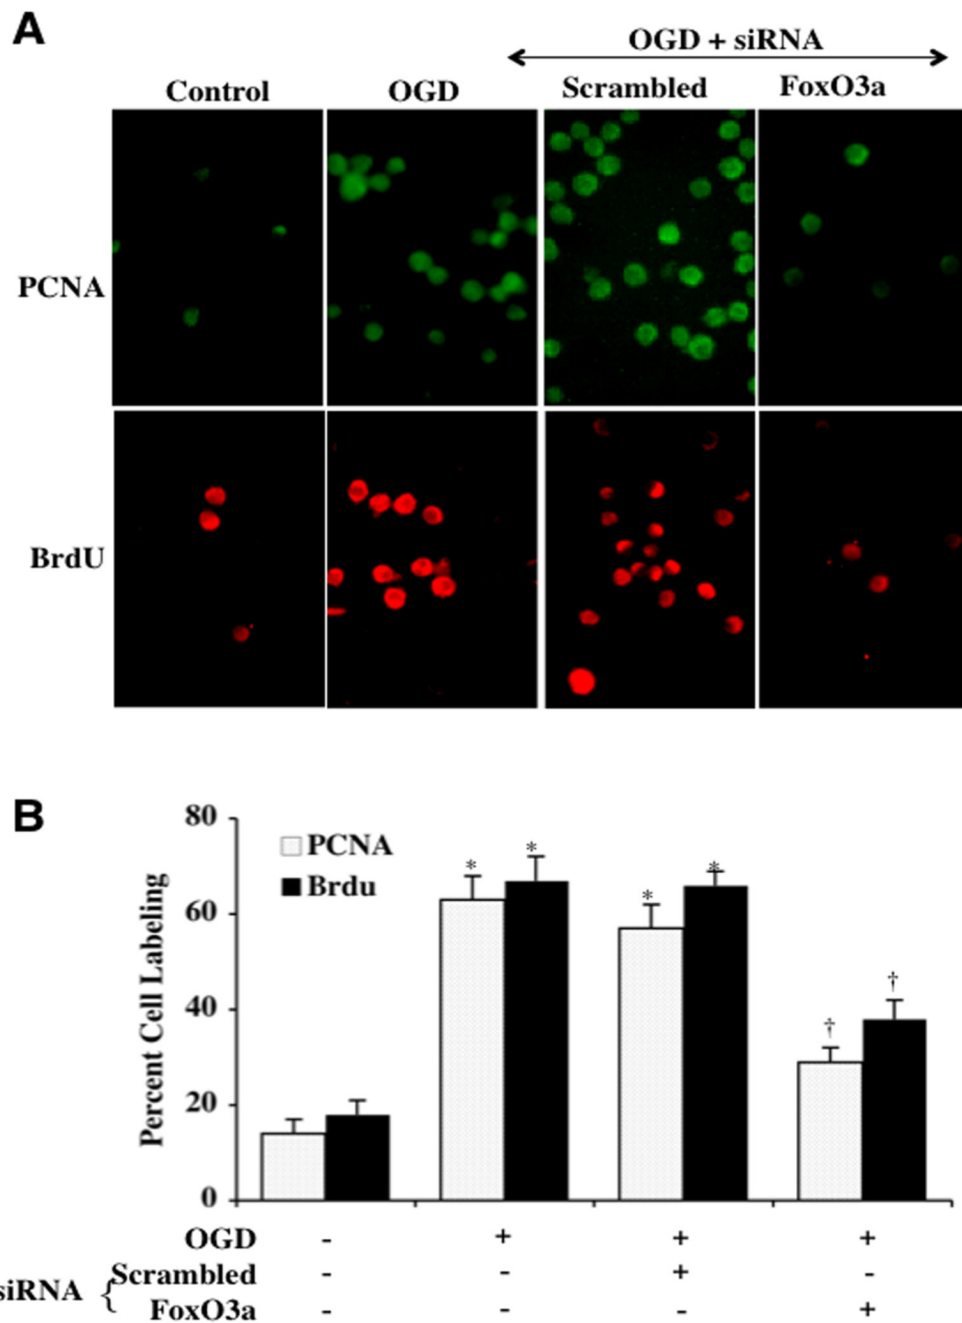 A
OGD + siRNA
Control OGD Scrambled FoxO3a
PCNA
BrdU
B
80
60
40
20
0
Percent Cell Labeling
PCNA
Brdu
* * * * † †
OGD - + + +
siRNA { Scrambled - - + -
FoxO3a - - - +